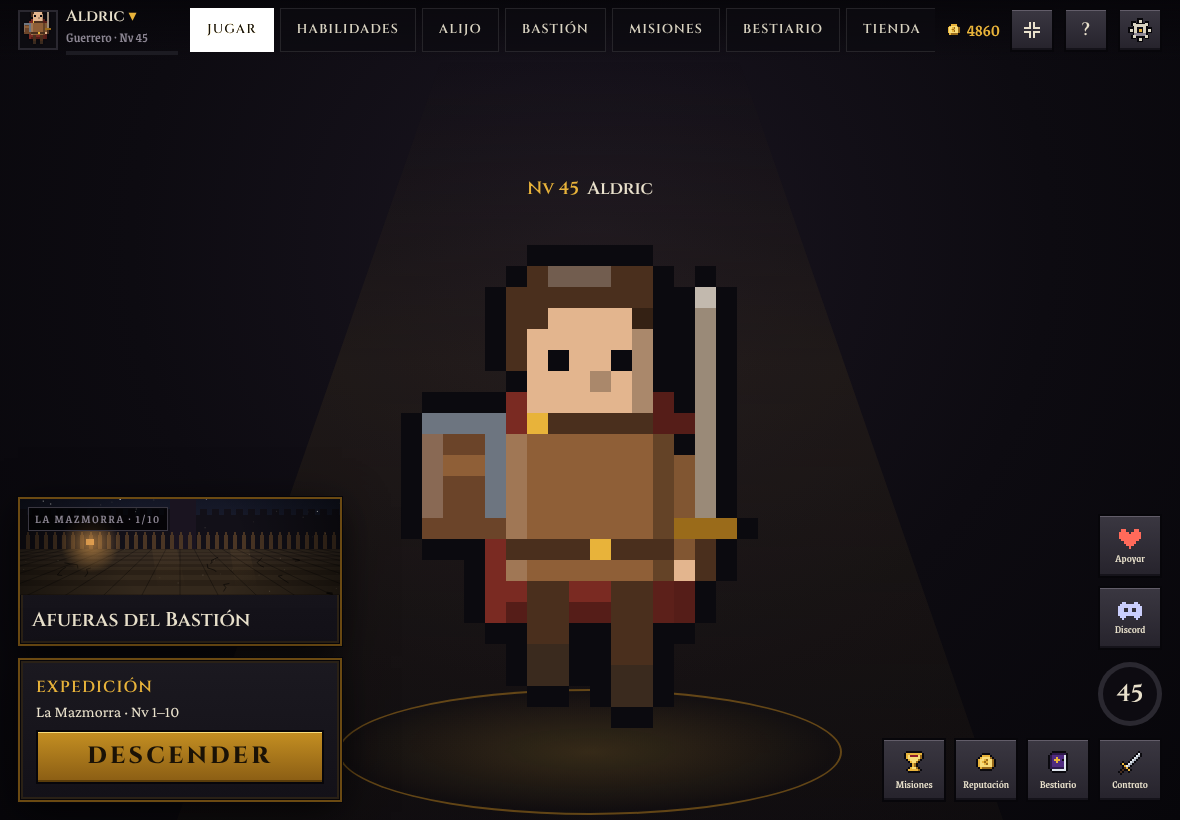 ALDRIC ▼
Guerrero · Nv 45
JUGAR
HABILIDADES
ALIJO
BASTIÓN
MISIONES
BESTIARIO
TIENDA
4860
?
Nv 45 ALDRIC
LA MAZMORRA · 1/10
AFUERAS DEL BASTIÓN
EXPEDICIÓN
La Mazmorra · Nv 1–10
DESCENDER
Apoyar
Discord
45
Misiones
Reputación
Bestiario
Contrato